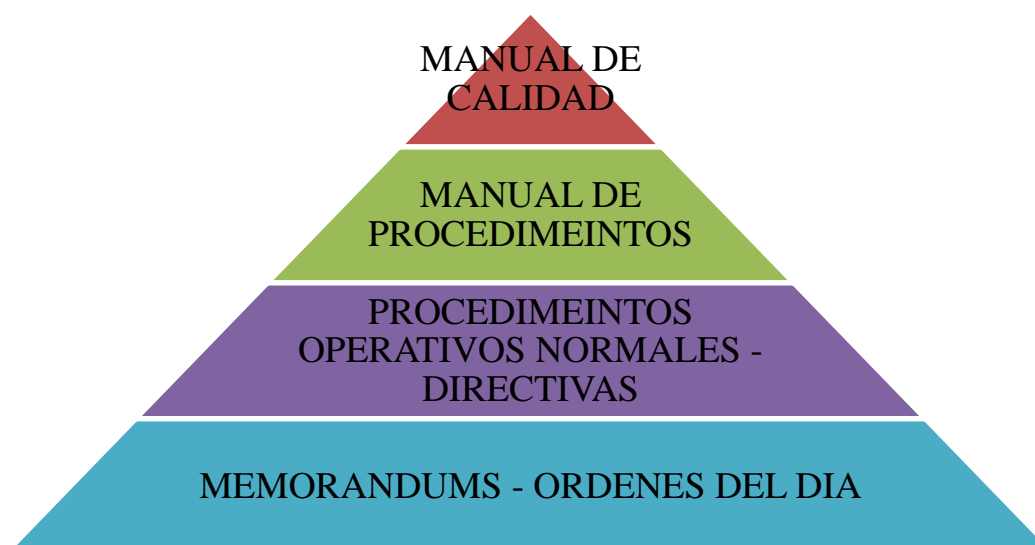 MANUAL DE
CALIDAD
MANUAL DE
PROCEDIMEINTOS
PROCEDIMEINTOS
OPERATIVOS NORMALES -
DIRECTIVAS
MEMORANDUMS - ORDENES DEL DIA